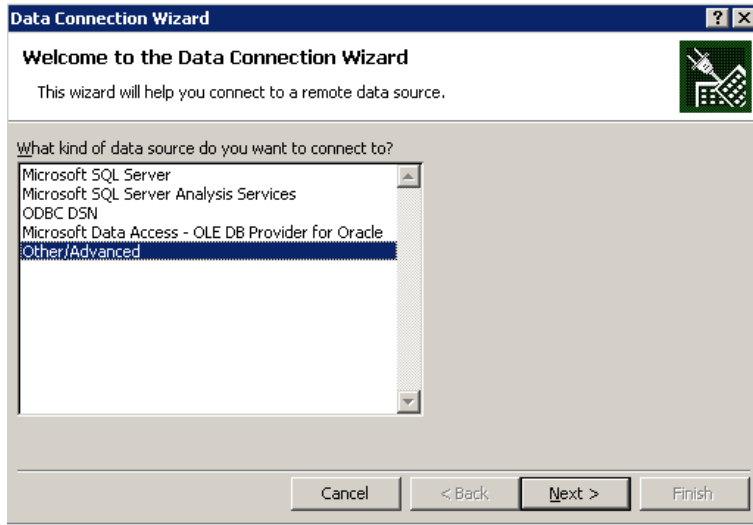 Data Connection Wizard
Welcome to the Data Connection Wizard
This wizard will help you connect to a remote data source.
What kind of data source do you want to connect to?
Microsoft SQL Server
Microsoft SQL Server Analysis Services
ODBC DSN
Microsoft Data Access - OLE DB Provider for Oracle
Other/Advanced
Cancel < Back Next > Finish